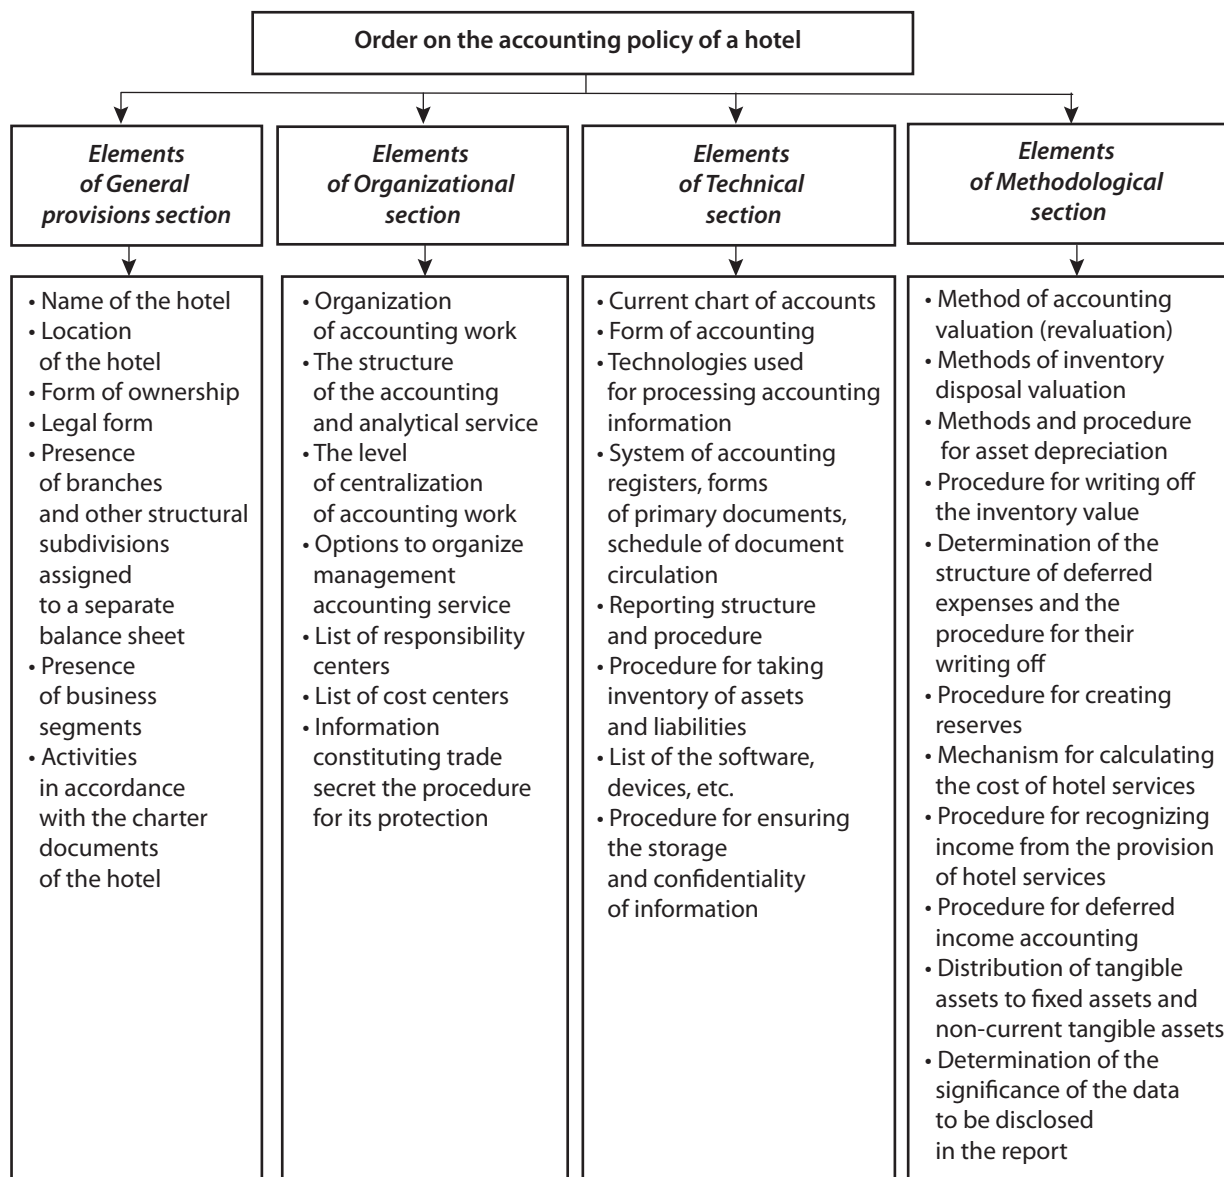 Order on the accounting policy of a hotel
Elements
of General
provisions section
Elements
of Organizational
section
Elements
of Technical
section
Elements
of Methodological
section
• Name of the hotel
• Location
of the hotel
• Form of ownership
• Legal form
• Presence
of branches
and other structural
subdivisions
assigned
to a separate
balance sheet
• Presence
of business
segments
• Activities
in accordance
with the charter
documents
of the hotel
• Organization
of accounting work
• The structure
of the accounting
and analytical service
• The level
of centralization
of accounting work
• Options to organize
management
accounting service
• List of responsibility
centers
• List of cost centers
• Information
constituting trade
secret the procedure
for its protection
• Current chart of accounts
• Form of accounting
• Technologies used
for processing accounting
information
• System of accounting
registers, forms
of primary documents,
schedule of document
circulation
• Reporting structure
and procedure
• Procedure for taking
inventory of assets
and liabilities
• List of the software,
devices, etc.
• Procedure for ensuring
the storage
and confidentiality
of information
• Method of accounting
valuation (revaluation)
• Methods of inventory
disposal valuation
• Methods and procedure
for asset depreciation
• Procedure for writing off
the inventory value
• Determination of the
structure of deferred
expenses and the
procedure for their
writing off
• Procedure for creating
reserves
• Mechanism for calculating
the cost of hotel services
• Procedure for recognizing
income from the provision
of hotel services
• Procedure for deferred
income accounting
• Distribution of tangible
assets to fixed assets and
non-current tangible assets
• Determination of the
significance of the data
to be disclosed
in the report